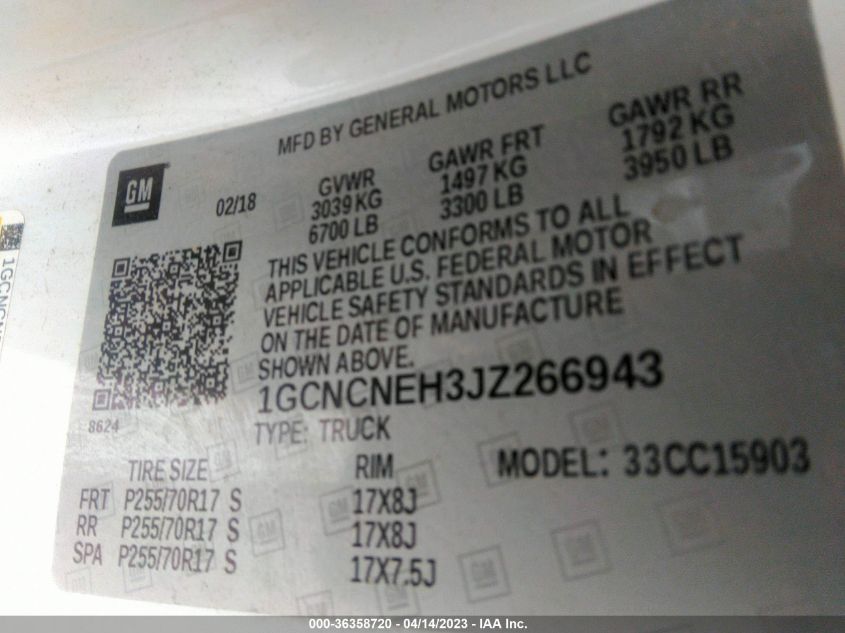 MFD BY GENERAL MOTORS LLC
GM
02/18
GVWR
3039 KG
6700 LB
GAWR FRT
1497 KG
3300 LB
GAWR RR
1792 KG
3950 LB
THIS VEHICLE CONFORMS TO ALL
APPLICABLE U.S. FEDERAL MOTOR
VEHICLE SAFETY STANDARDS IN EFFECT
ON THE DATE OF MANUFACTURE
SHOWN ABOVE.
1GCNCNEH3JZ266943
8624
TYPE: TRUCK
MODEL: 33CC15903
TIRE SIZE RIM
FRT P255/70R17 S 17X8J
RR P255/70R17 S 17X8J
SPA P255/70R17 S 17X7.5J
000-36358720 - 04/14/2023 - IAA Inc.